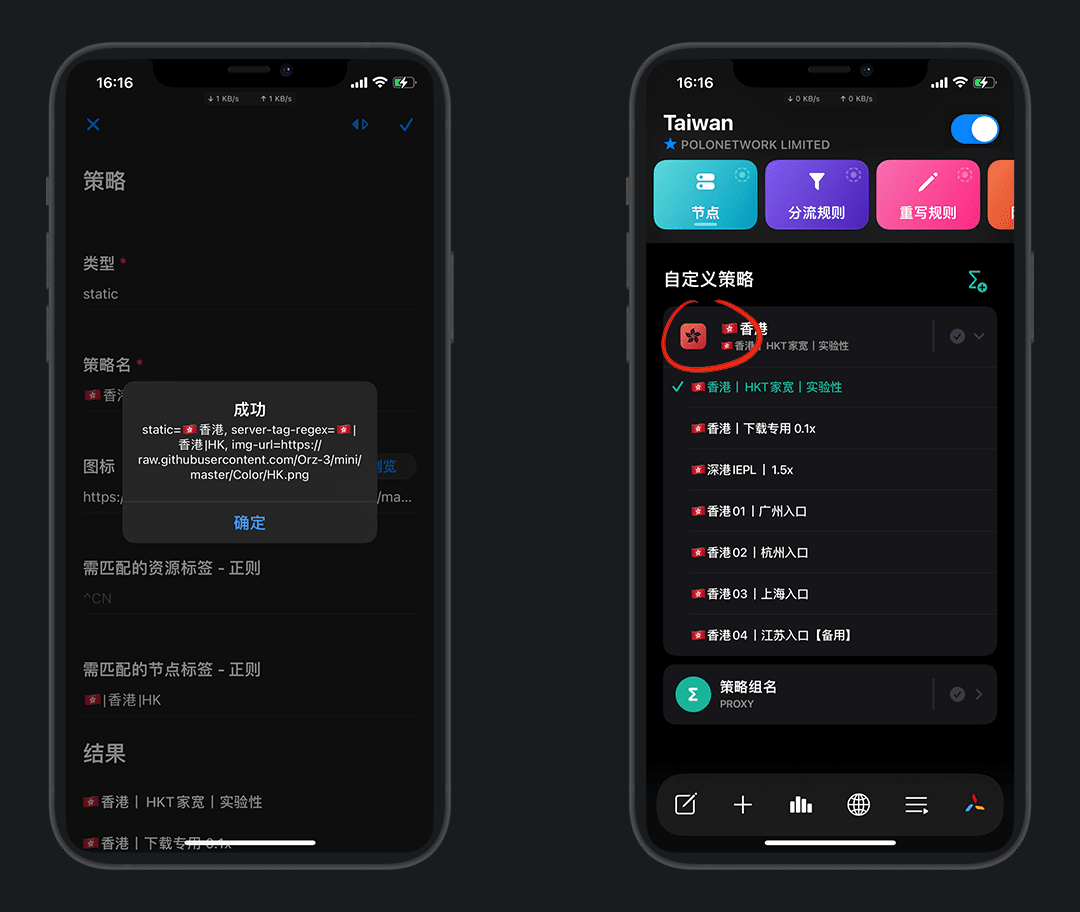 16:16
↓ 1 KB/s ↑ 1 KB/s
策略
类型 *
static
策略名 *
🇭🇰香
图标
浏览
https:/
/ma...
成功
static=🇭🇰香港, server-tag-regex=🇭🇰|
香港|HK, img-url=https://
raw.githubusercontent.com/Orz-3/mini/
master/Color/HK.png
确定
需匹配的资源标签 - 正则
^CN
需匹配的节点标签 - 正则
🇭🇰|香港|HK
结果
🇭🇰香港丨 HKT家宽丨实验性
🇭🇰香港丨下载专用 0.1x
16:16
↓ 0 KB/s ↑ 0 KB/s
Taiwan
POLONETWORK LIMITED
节点
分流规则
重写规则
自定义策略
🇭🇰香港
🇭🇰香港丨 HKT家宽丨实验性
🇭🇰香港丨 HKT家宽丨实验性
🇭🇰香港丨下载专用 0.1x
🇭🇰深港IEPL丨 1.5x
🇭🇰香港01丨广州入口
🇭🇰香港02丨杭州入口
🇭🇰香港03丨上海入口
🇭🇰香港04丨江苏入口【备用】
Σ
策略组名
PROXY